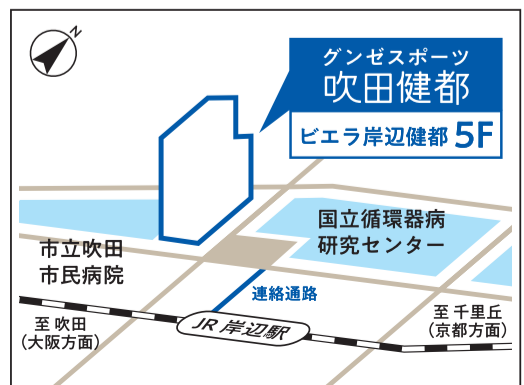 N
グンゼスポーツ
吹田健都
ビエラ岸辺健都 5F
国立循環器病
研究センター
市立吹田
市民病院
連絡通路
至 吹田
（大阪方面）
JR 岸辺駅
至 千里丘
（京都方面）